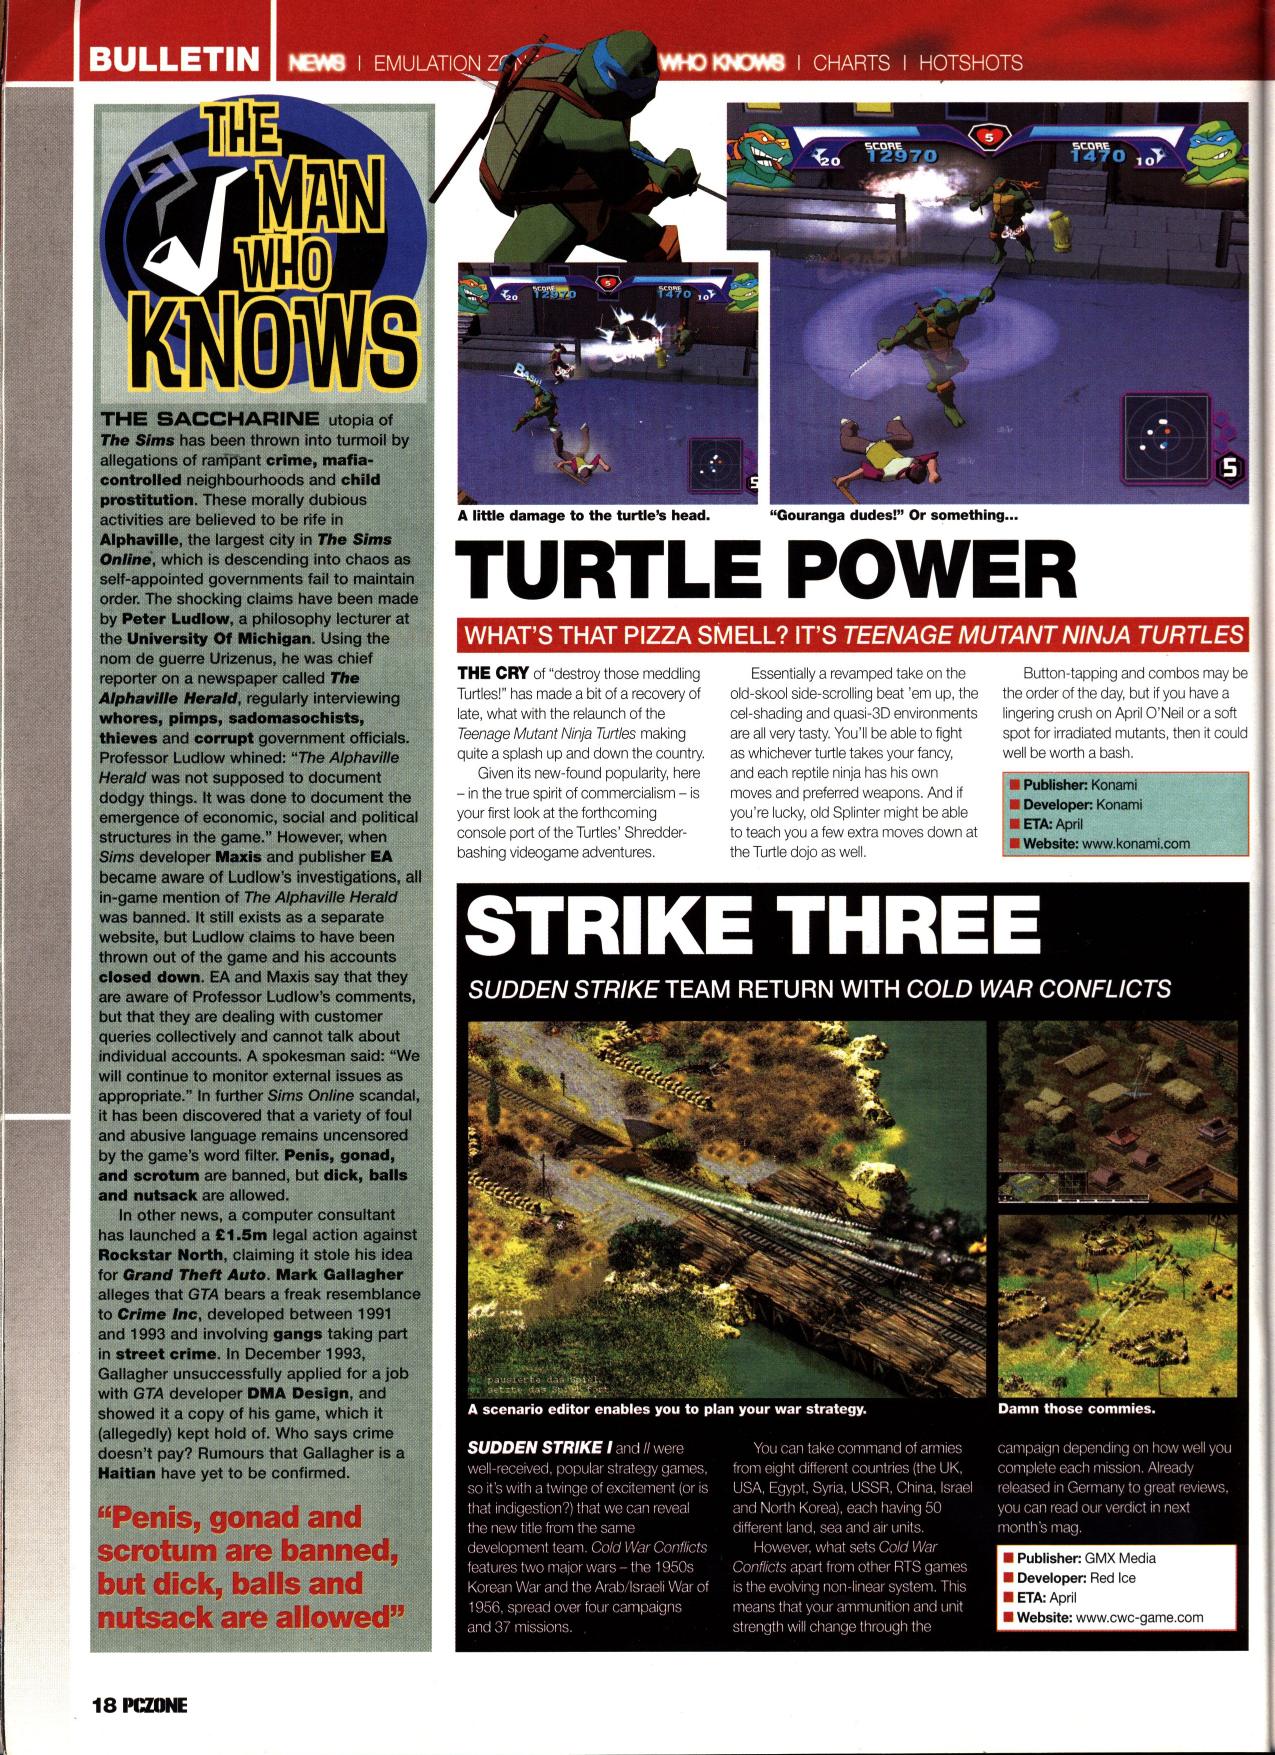 BULLETIN
NEWS | EMULATION ZO
WHO KNOWS | CHARTS | HOTSHOTS
THE
MAN
WHO
KNOWS
THE SACCHARINE utopia of
The Sims has been thrown into turmoil by
allegations of rampant crime, mafia-
controlled neighbourhoods and child
prostitution. These morally dubious
activities are believed to be rife in
Alphaville, the largest city in The Sims
Online, which is descending into chaos as
self-appointed governments fail to maintain
order. The shocking claims have been made
by Peter Ludlow, a philosophy lecturer at
the University Of Michigan. Using the
nom de guerre Urizenus, he was chief
reporter on a newspaper called The
Alphaville Herald, regularly interviewing
whores, pimps, sadomasochists,
thieves and corrupt government officials.
Professor Ludlow whined: “The Alphaville
Herald was not supposed to document
dodgy things. It was done to document the
emergence of economic, social and political
structures in the game.” However, when
Sims developer Maxis and publisher EA
became aware of Ludlow’s investigations, all
in-game mention of The Alphaville Herald
was banned. It still exists as a separate
website, but Ludlow claims to have been
thrown out of the game and his accounts
closed down. EA and Maxis say that they
are aware of Professor Ludlow’s comments,
but that they are dealing with customer
queries collectively and cannot talk about
individual accounts. A spokesman said: “We
will continue to monitor external issues as
appropriate.” In further Sims Online scandal,
it has been discovered that a variety of foul
and abusive language remains uncensored
by the game’s word filter. Penis, gonad,
and scrotum are banned, but dick, balls
and nutsack are allowed.
In other news, a computer consultant
has launched a £1.5m legal action against
Rockstar North, claiming it stole his idea
for Grand Theft Auto. Mark Gallagher
alleges that GTA bears a freak resemblance
to Crime Inc, developed between 1991
and 1993 and involving gangs taking part
in street crime. In December 1993,
Gallagher unsuccessfully applied for a job
with GTA developer DMA Design, and
showed it a copy of his game, which it
(allegedly) kept hold of. Who says crime
doesn’t pay? Rumours that Gallagher is a
Haitian have yet to be confirmed.
“Penis, gonad and
scrotum are banned,
but dick, balls and
nutsack are allowed”
20 SCORE 12970 5 SCORE 1470 10
BASH!
5
A little damage to the turtle’s head.
20 SCORE 12970 5 SCORE 1470 10
5
“Gouranga dudes!” Or something...
TURTLE POWER
WHAT’S THAT PIZZA SMELL? IT’S TEENAGE MUTANT NINJA TURTLES
THE CRY of “destroy those meddling
Turtles!” has made a bit of a recovery of
late, what with the relaunch of the
Teenage Mutant Ninja Turtles making
quite a splash up and down the country.
Given its new-found popularity, here
– in the true spirit of commercialism – is
your first look at the forthcoming
console port of the Turtles’ Shredder-
bashing videogame adventures.
Essentially a revamped take on the
old-skool side-scrolling beat ’em up, the
cel-shading and quasi-3D environments
are all very tasty. You’ll be able to fight
as whichever turtle takes your fancy,
and each reptile ninja has his own
moves and preferred weapons. And if
you’re lucky, old Splinter might be able
to teach you a few extra moves down at
the Turtle dojo as well.
Button-tapping and combos may be
the order of the day, but if you have a
lingering crush on April O’Neil or a soft
spot for irradiated mutants, then it could
well be worth a bash.
Publisher: Konami
Developer: Konami
ETA: April
Website: www.konami.com
STRIKE THREE
SUDDEN STRIKE TEAM RETURN WITH COLD WAR CONFLICTS
pausierte das Spiel.
setzte das Spiel fort
A scenario editor enables you to plan your war strategy.
Damn those commies.
SUDDEN STRIKE I and II were
well-received, popular strategy games,
so it’s with a twinge of excitement (or is
that indigestion?) that we can reveal
the new title from the same
development team. Cold War Conflicts
features two major wars – the 1950s
Korean War and the Arab/Israeli War of
1956, spread over four campaigns
and 37 missions.
You can take command of armies
from eight different countries (the UK,
USA, Egypt, Syria, USSR, China, Israel
and North Korea), each having 50
different land, sea and air units.
However, what sets Cold War
Conflicts apart from other RTS games
is the evolving non-linear system. This
means that your ammunition and unit
strength will change through the
campaign depending on how well you
complete each mission. Already
released in Germany to great reviews,
you can read our verdict in next
month’s mag.
Publisher: GMX Media
Developer: Red Ice
ETA: April
Website: www.cwc-game.com
18 PCZONE